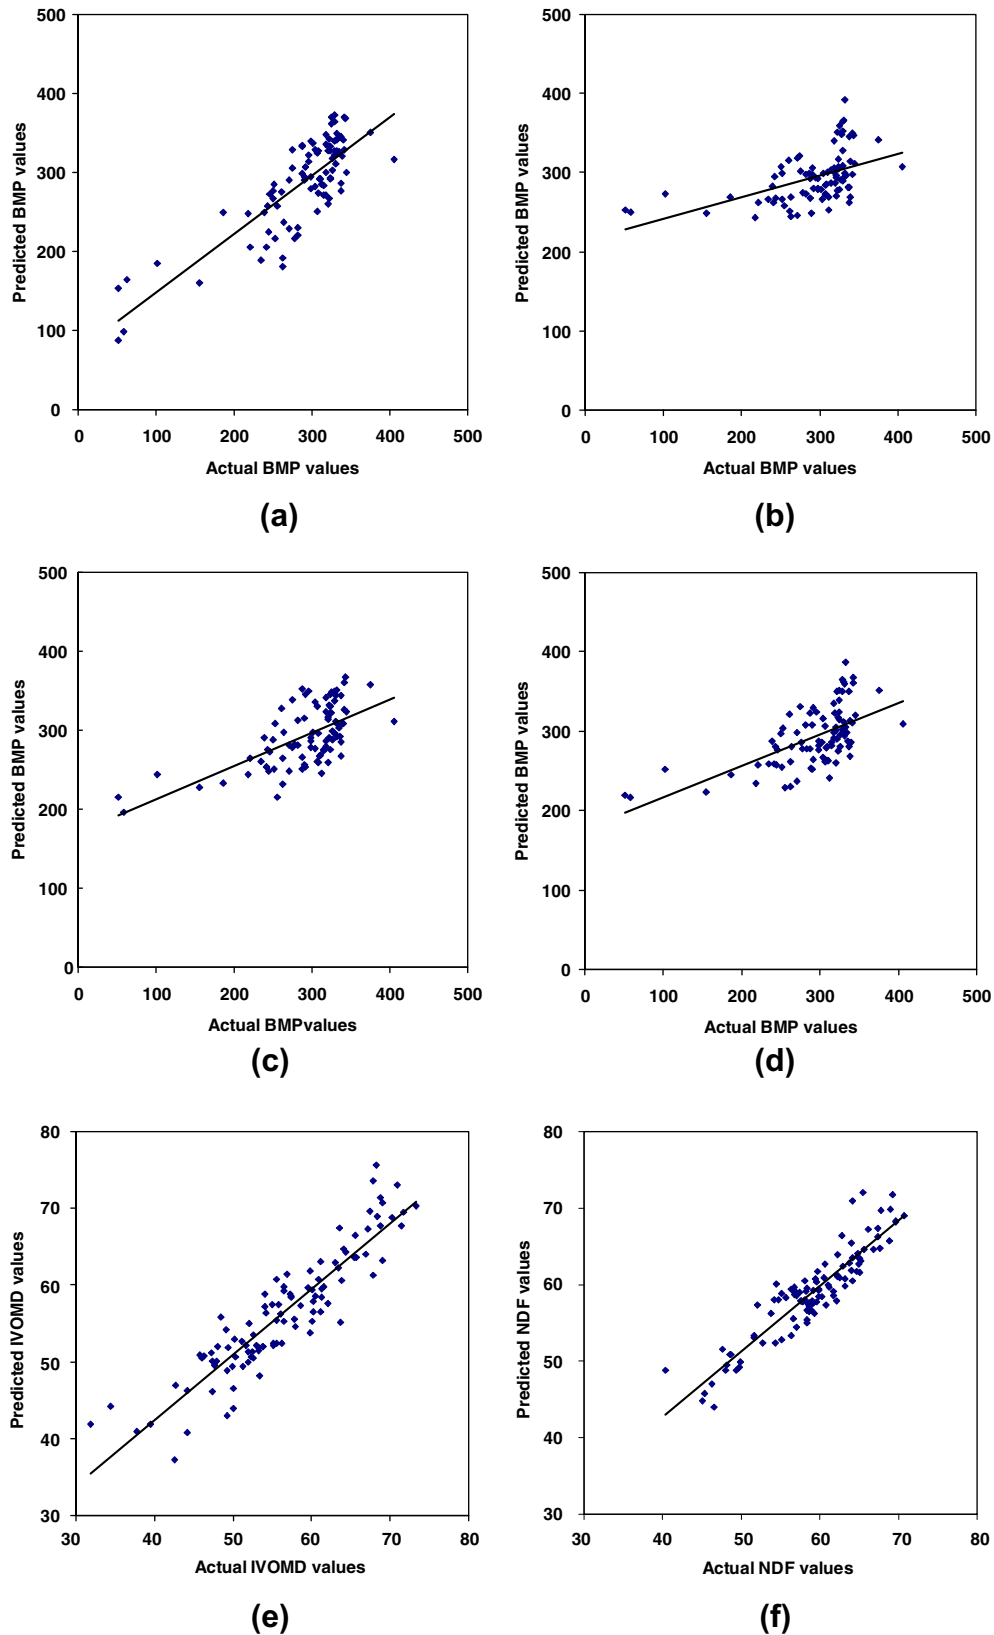 500
400
300
200
100
0
0 100 200 300 400 500
Predicted BMP values
Actual BMP values
(a)
500
400
300
200
100
0
0 100 200 300 400 500
Predicted BMP values
Actual BMP values
(b)
500
400
300
200
100
0
0 100 200 300 400 500
Predicted BMP values
Actual BMPvalues
(c)
500
400
300
200
100
0
0 100 200 300 400 500
Predicted BMP values
Actual BMP values
(d)
80
70
60
50
40
30
30 40 50 60 70 80
Predicted IVOMD values
Actual IVOMD values
(e)
80
70
60
50
40
30
30 40 50 60 70 80
Predicted NDF values
Actual NDF values
(f)